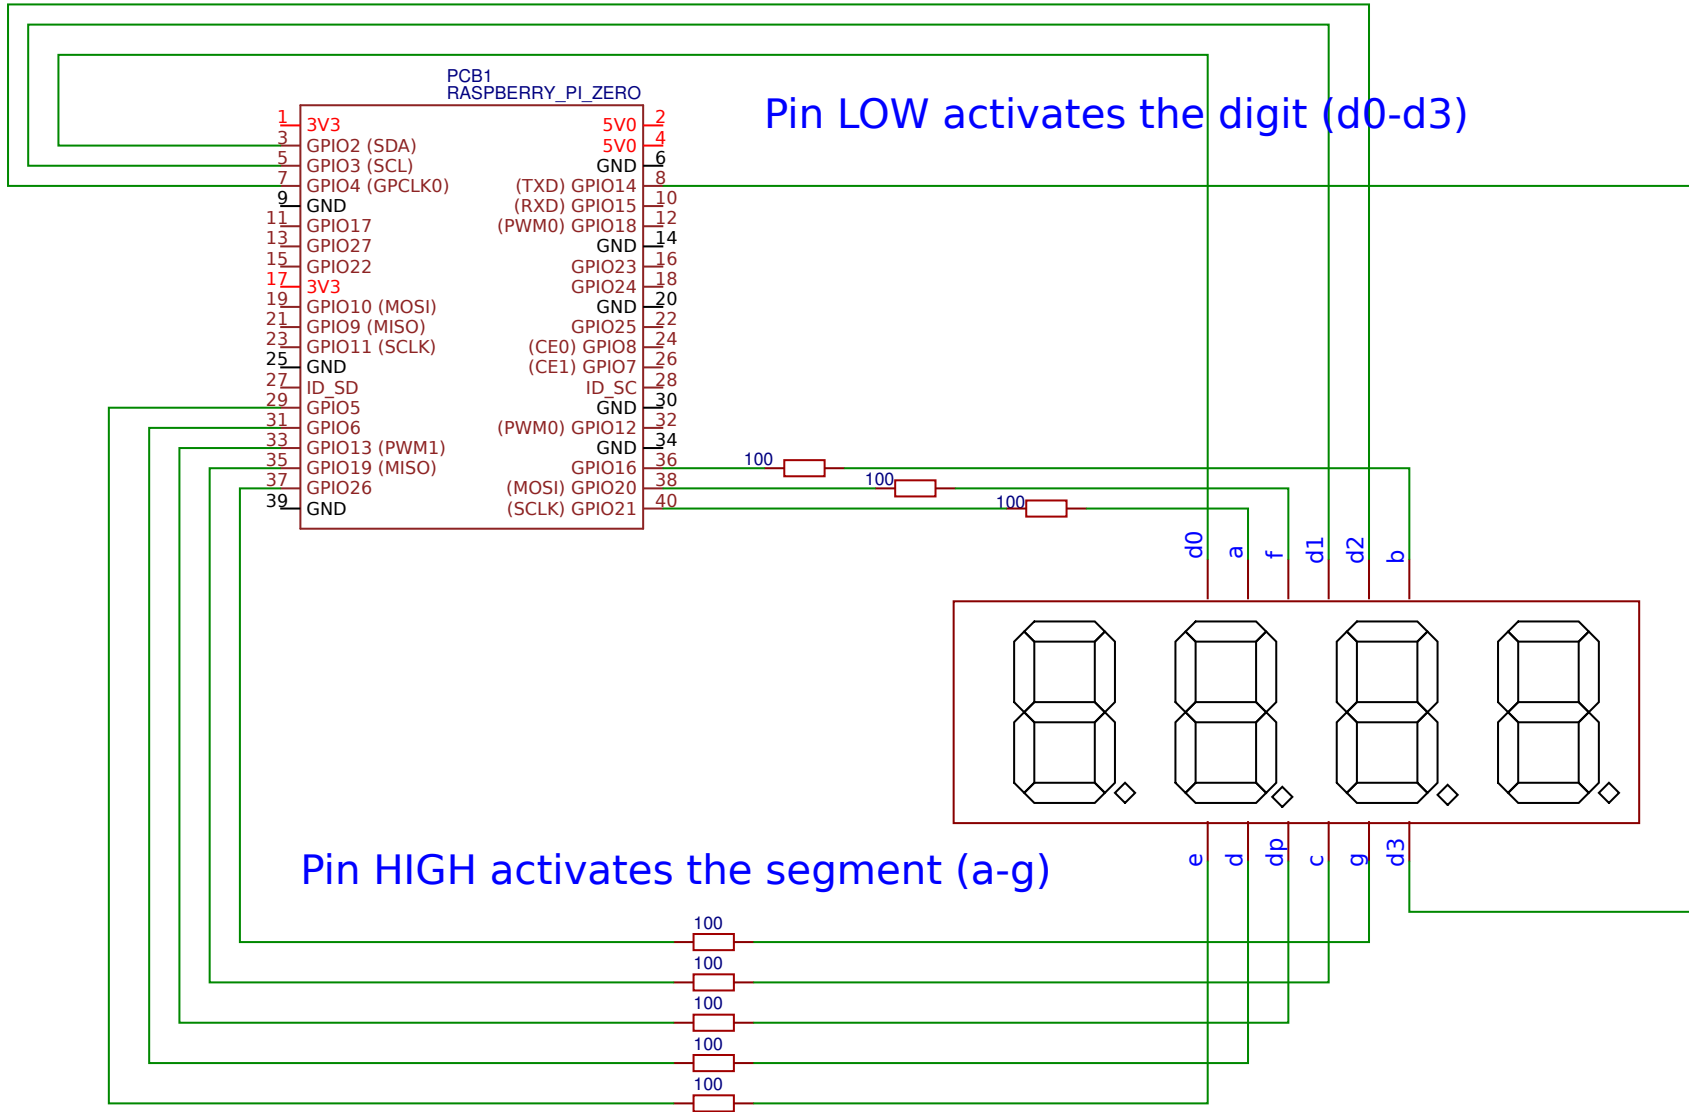 PCB1
RASPBERRY_PI_ZERO
Pin LOW activates the digit (d0-d3)
1 3V3 5V0 2
3 GPIO2 (SDA) 5V0 4
5 GPIO3 (SCL) GND 6
7 GPIO4 (GPCLK0) (TXD) GPIO14 8
9 GND (RXD) GPIO15 10
11 GPIO17 (PWM0) GPIO18 12
13 GPIO27 GND 14
15 GPIO22 GPIO23 16
17 3V3 GPIO24 18
19 GPIO10 (MOSI) GND 20
21 GPIO9 (MISO) GPIO25 22
23 GPIO11 (SCLK) (CE0) GPIO8 24
25 GND (CE1) GPIO7 26
27 ID_SD ID_SC 28
29 GPIO5 GND 30
31 GPIO6 (PWM0) GPIO12 32
33 GPIO13 (PWM1) GND 34
35 GPIO19 (MISO) GPIO16 36
37 GPIO26 (MOSI) GPIO20 38
39 GND (SCLK) GPIO21 40
100
100
100
d0 a f d1 d2 b
e d dp c g d3
Pin HIGH activates the segment (a-g)
100
100
100
100
100